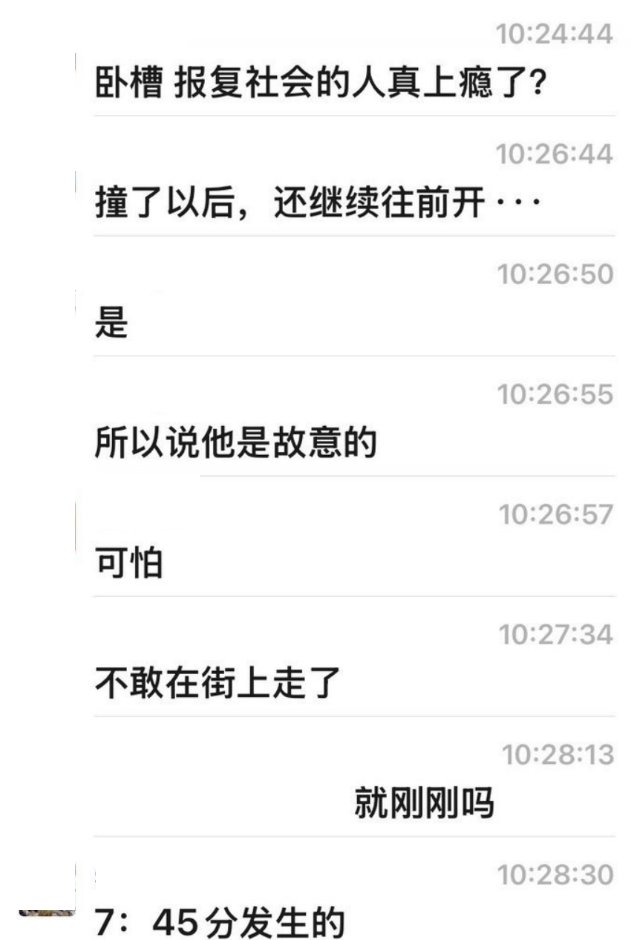 10:24:44
卧槽 报复社会的人真上瘾了？
10:26:44
撞了以后，还继续往前开···
10:26:50
是
10:26:55
所以说他是故意的
10:26:57
可怕
10:27:34
不敢在街上走了
10:28:13
就刚刚吗
10:28:30
7：45分发生的